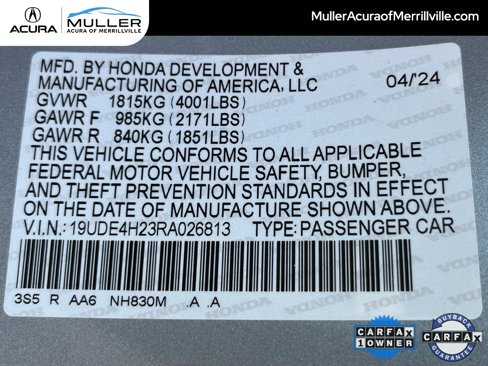 ACURA
MULLER
ACURA OF MERRILLVILLE
MullerAcuraofMerrillville.com
MFD. BY HONDA DEVELOPMENT &
MANUFACTURING OF AMERICA, LLC 04/'24
GVWR 1815KG (4001LBS)
GAWR F 985KG (2171LBS)
GAWR R 840KG (1851LBS)
THIS VEHICLE CONFORMS TO ALL APPLICABLE
FEDERAL MOTOR VEHICLE SAFETY, BUMPER,
AND THEFT PREVENTION STANDARDS IN EFFECT
ON THE DATE OF MANUFACTURE SHOWN ABOVE.
V.I.N.: 19UDE4H23RA026813 TYPE: PASSENGER CAR
3S5 R AA6 NH830M .A .A
HONDA HONDA HONDA
CARFAX
1 OWNER
BUYBACK
CARFAX
GUARANTEE